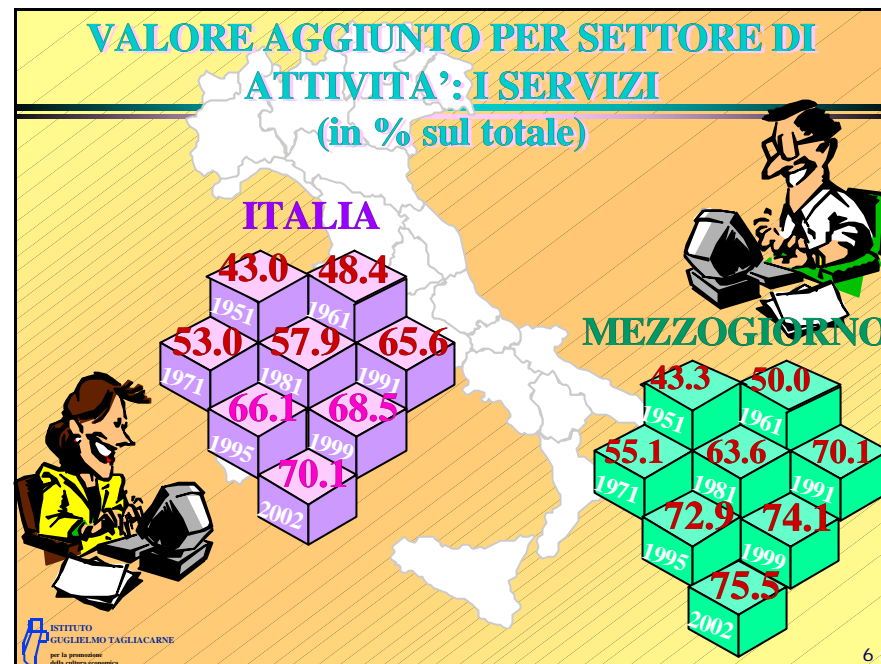 VALORE AGGIUNTO PER SETTORE DI
ATTIVITA’: I SERVIZI
(in % sul totale)
ITALIA
43.0 48.4
1951 1961
53.0 57.9 65.6
1971 1981 1991
66.1 68.5
1995 1999
70.1
2002
MEZZOGIORNO
43.3 50.0
1951 1961
55.1 63.6 70.1
1971 1981 1991
72.9 74.1
1995 1999
75.5
2002
ISTITUTO
GUGLIELMO TAGLIACARNE
per la promozione
della cultura economica
6